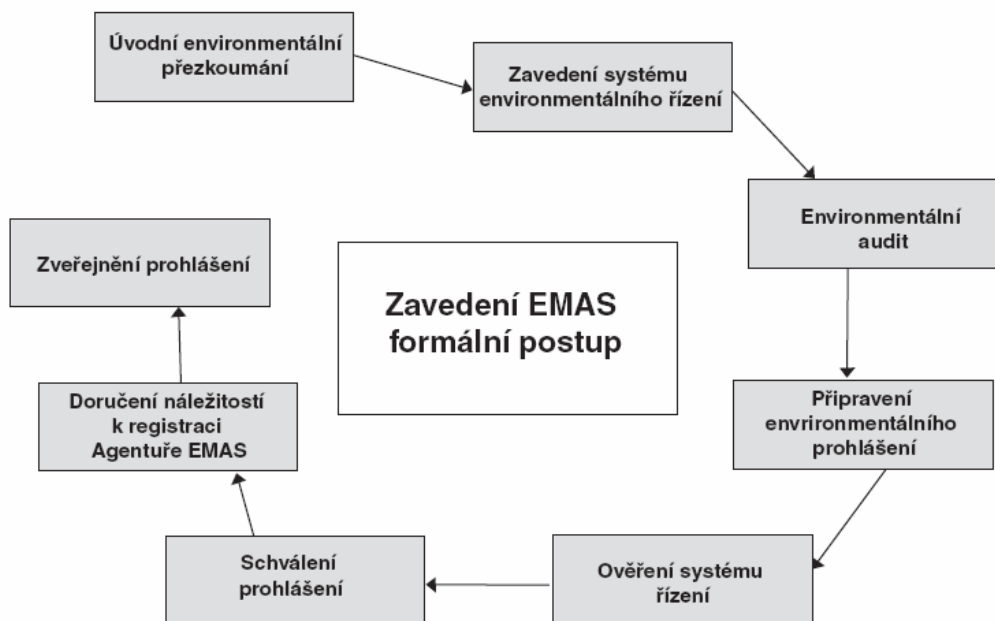 Úvodní environmentální
přezkoumání
Zavedení systému
environmentálního řízení
Environmentální
audit
Připravení
envrironmentálního
prohlášení
Ověření systému
řízení
Schválení
prohlášení
Doručení náležitostí
k registraci
Agentuře EMAS
Zveřejnění prohlášení
Zavedení EMAS
formální postup